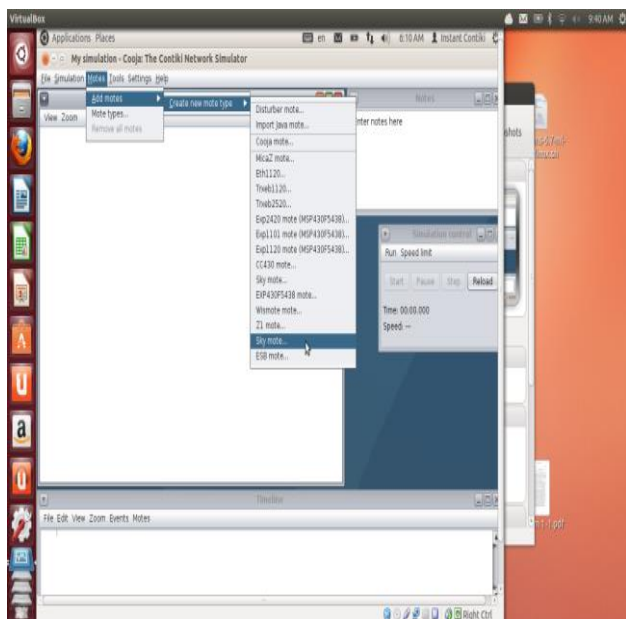 VirtualBox
9:40 AM
Applications Places
en
6:10 AM
Instant Contiki
My simulation - Cooja: The Contiki Network Simulator
File Simulation Motes Tools Settings Help
Add motes
Mote types...
Remove all motes
Create new mote type
Disturber mote...
Import Java mote...
Cooja mote...
MicaZ mote...
Eth1120...
Trxeb1120...
Trxeb2520...
Exp2420 mote (MSP430F5438)...
Exp1101 mote (MSP430F5438)...
Exp1120 mote (MSP430F5438)...
CC430 mote...
Sky mote...
EXP430F5438 mote...
Wismote mote...
Z1 mote...
Sky mote...
ESB mote...
View Zoom
Notes
Enter notes here
Simulation control
Run Speed limit
Start Pause Step Reload
Time: 00:00.000
Speed: ---
Timeline
File Edit View Zoom Events Motes
Right Ctrl